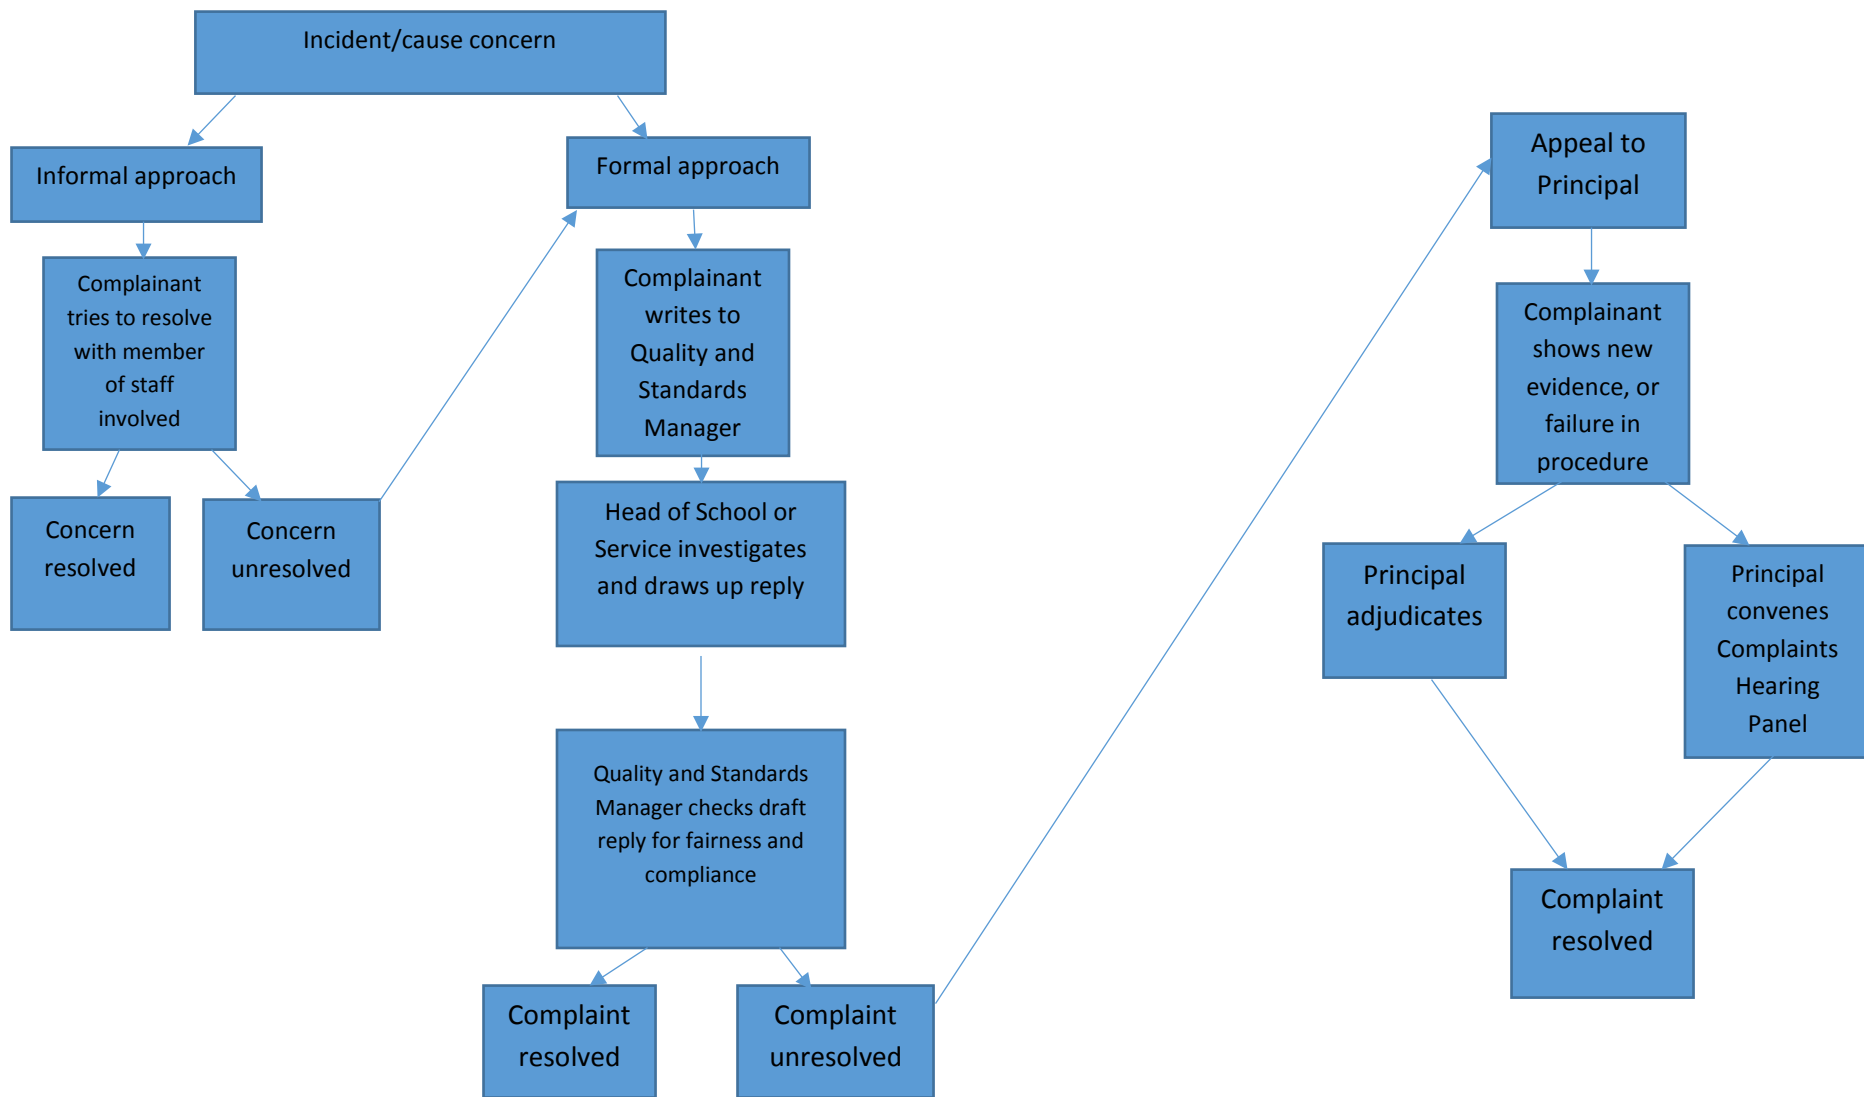 Incident/cause concern
Informal approach
Complainant
tries to resolve
with member
of staff
involved
Concern
resolved
Concern
unresolved
Formal approach
Complainant
writes to
Quality and
Standards
Manager
Head of School or
Service investigates
and draws up reply
Quality and Standards
Manager checks draft
reply for fairness and
compliance
Complaint
resolved
Complaint
unresolved
Appeal to
Principal
Complainant
shows new
evidence, or
failure in
procedure
Principal
adjudicates
Principal
convenes
Complaints
Hearing
Panel
Complaint
resolved